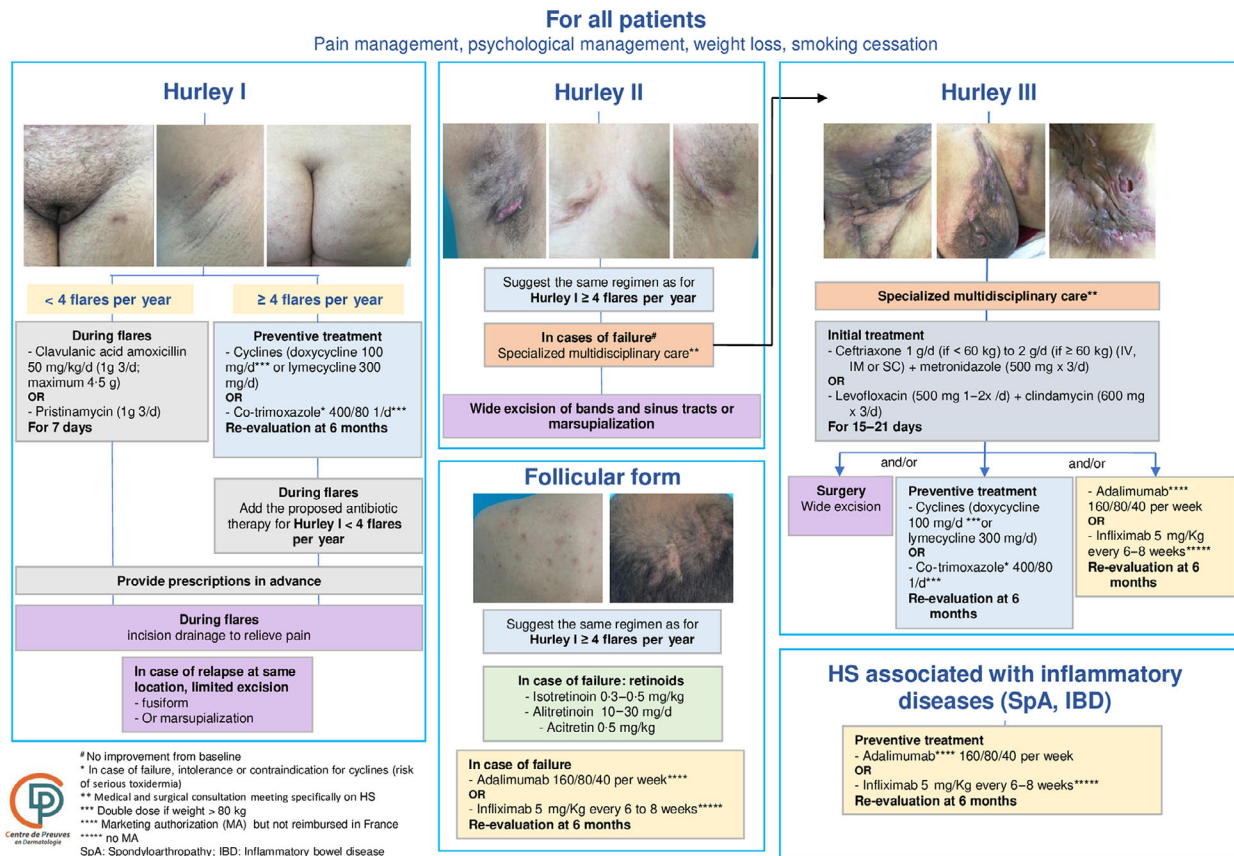 For all patients
Pain management, psychological management, weight loss, smoking cessation
Hurley I
< 4 flares per year
≥ 4 flares per year
During flares
- Clavulanic acid amoxicillin
50 mg/kg/d (1g 3/d;
maximum 4·5 g)
OR
- Pristinamycin (1g 3/d)
For 7 days
Preventive treatment
- Cyclines (doxycycline 100
mg/d*** or lymecycline 300
mg/d)
OR
- Co-trimoxazole* 400/80 1/d***
Re-evaluation at 6 months
During flares
Add the proposed antibiotic
therapy for Hurley I < 4 flares
per year
Provide prescriptions in advance
During flares
incision drainage to relieve pain
In case of relapse at same
location, limited excision
- fusiform
- Or marsupialization
Hurley II
Suggest the same regimen as for
Hurley I ≥ 4 flares per year
In cases of failure#
Specialized multidisciplinary care**
Wide excision of bands and sinus tracts or
marsupialization
Follicular form
Suggest the same regimen as for
Hurley I ≥ 4 flares per year
In case of failure: retinoids
- Isotretinoin 0·3–0·5 mg/kg
- Alitretinoin 10–30 mg/d
- Acitretin 0·5 mg/kg
In case of failure
- Adalimumab 160/80/40 per week****
OR
- Infliximab 5 mg/Kg every 6 to 8 weeks*****
Re-evaluation at 6 months
Hurley III
Specialized multidisciplinary care**
Initial treatment
- Ceftriaxone 1 g/d (if < 60 kg) to 2 g/d (if ≥ 60 kg) (IV,
IM or SC) + metronidazole (500 mg x 3/d)
OR
- Levofloxacin (500 mg 1–2x /d) + clindamycin (600 mg
x 3/d)
For 15–21 days
and/or
and/or
Surgery
Wide excision
Preventive treatment
- Cyclines (doxycycline
100 mg/d ***or
lymecycline 300 mg/d)
OR
- Co-trimoxazole* 400/80
1/d***
Re-evaluation at 6
months
- Adalimumab****
160/80/40 per week
OR
- Infliximab 5 mg/Kg
every 6–8 weeks*****
Re-evaluation at 6
months
HS associated with inflammatory
diseases (SpA, IBD)
Preventive treatment
- Adalimumab**** 160/80/40 per week
OR
- Infliximab 5 mg/Kg every 6–8 weeks*****
Re-evaluation at 6 months
# No improvement from baseline
* In case of failure, intolerance or contraindication for cyclines (risk
of serious toxidermia)
** Medical and surgical consultation meeting specifically on HS
*** Double dose if weight > 80 kg
**** Marketing authorization (MA) but not reimbursed in France
***** no MA
SpA: Spondyloarthropathy; IBD: Inflammatory bowel disease
Centre de Preuves
en Dermatologie